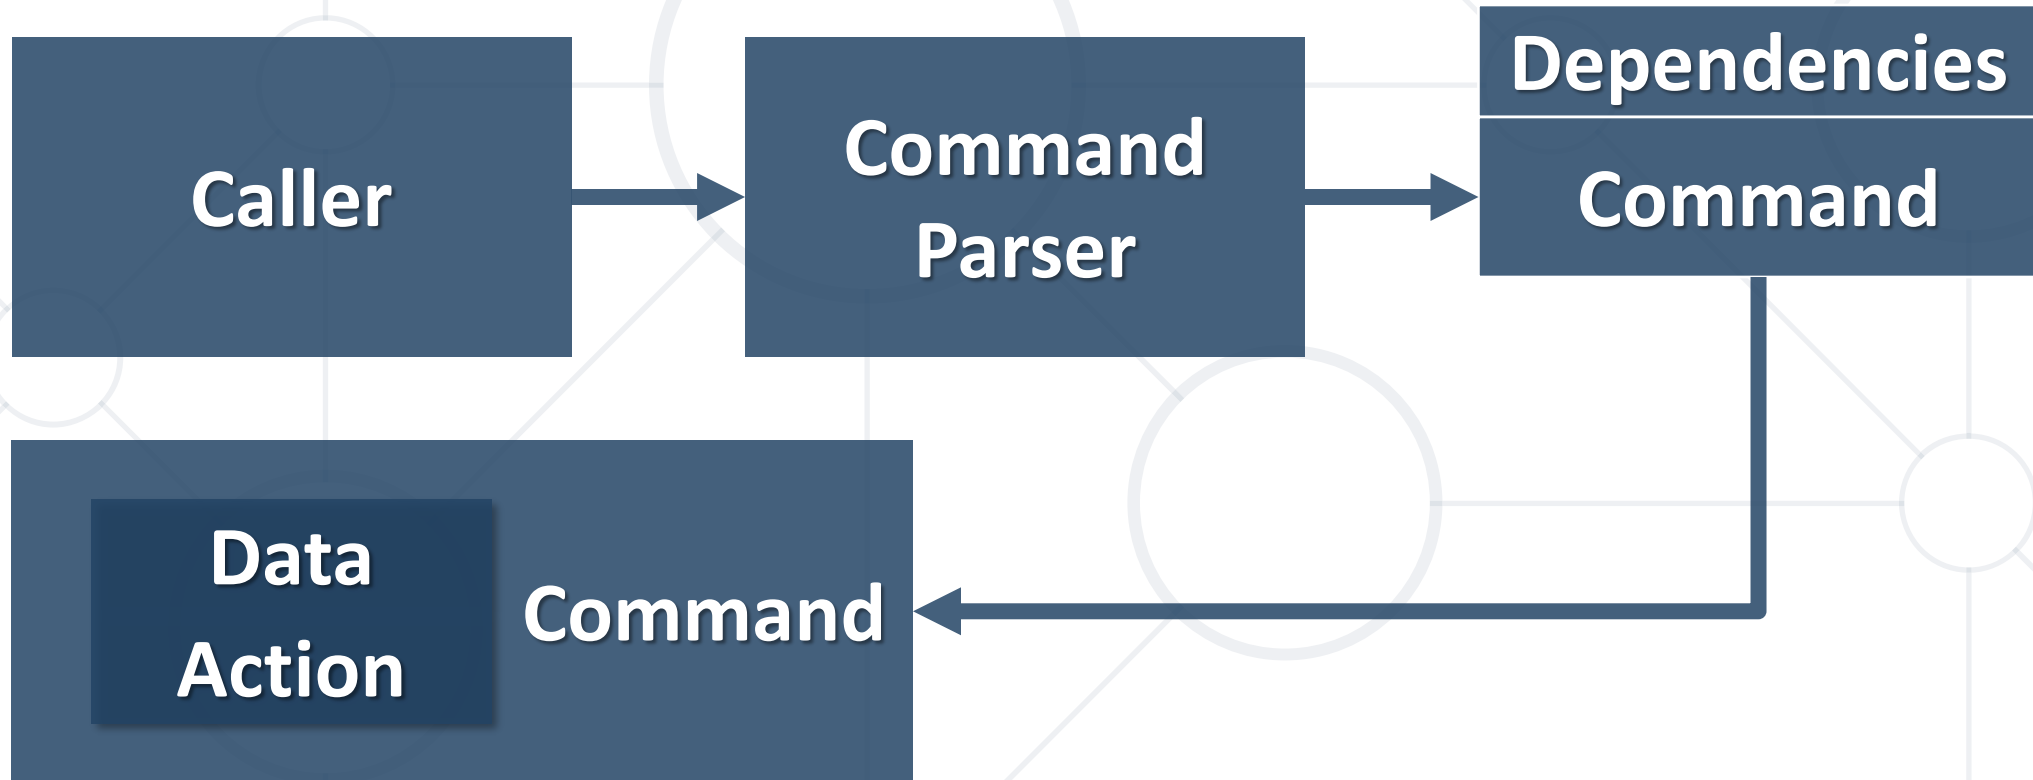 Caller
Command
Parser
Dependencies
Command
Data
Action
Command